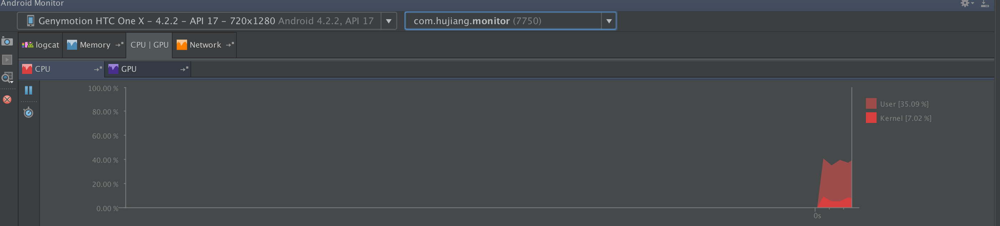 Android Monitor
Genymotion HTC One X – 4.2.2 – API 17 – 720x1280 Android 4.2.2, API 17
com.hujiang.monitor (7750)
logcat Memory CPU | GPU Network
CPU GPU
100.00 %
80.00 %
60.00 %
40.00 %
20.00 %
0.00 %
0s
User [35.09 %]
Kernel [7.02 %]